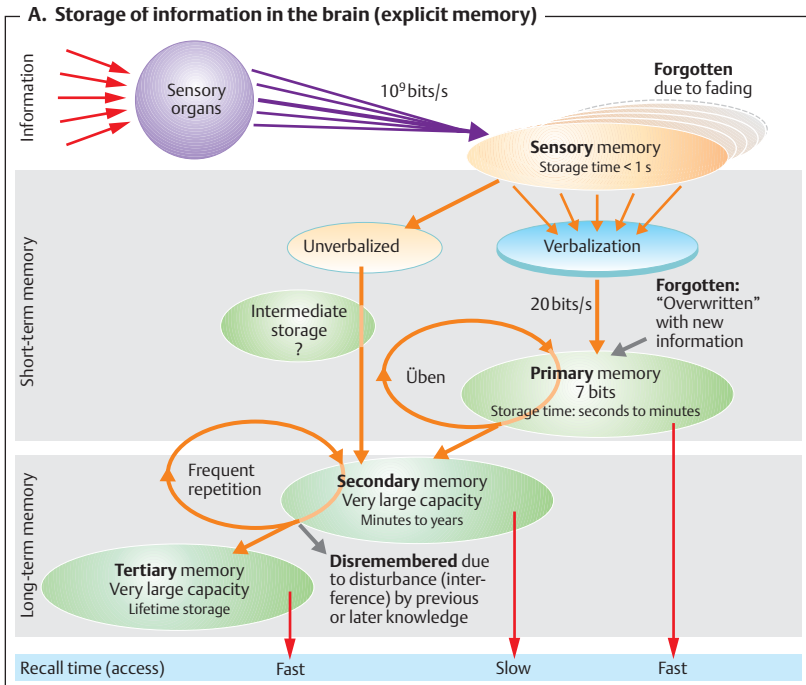 A. Storage of information in the brain (explicit memory)
Information
Sensory
organs
10⁹ bits/s
Forgotten
due to fading
Sensory memory
Storage time < 1 s
Short-term memory
Unverbalized
Verbalization
Intermediate
storage
?
20 bits/s
Forgotten:
“Overwritten”
with new
information
Üben
Primary memory
7 bits
Storage time: seconds to minutes
Long-term memory
Frequent
repetition
Secondary memory
Very large capacity
Minutes to years
Tertiary memory
Very large capacity
Lifetime storage
Disremembered due
to disturbance (inter-
ference) by previous
or later knowledge
Recall time (access)
Fast
Slow
Fast